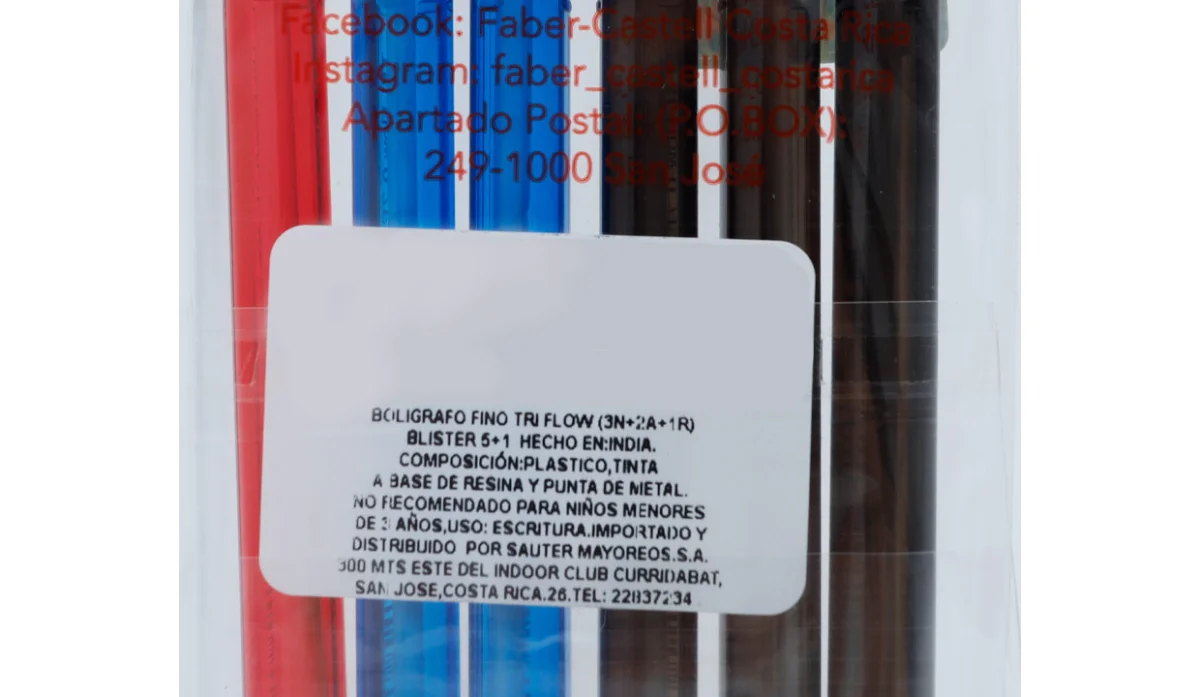 Facebook: Faber-Castell Costa Rica
Instagram: faber_castell_costarica
Apartado Postal: (P.O.BOX):
249-1000 San José
BOLIGRAFO FINO TRI FLOW (3N+2A+1R)
BLISTER 5+1 HECHO EN:INDIA.
COMPOSICIÓN:PLASTICO,TINTA
A BASE DE RESINA Y PUNTA DE METAL.
NO RECOMENDADO PARA NIÑOS MENORES
DE 3 AÑOS,USO: ESCRITURA.IMPORTADO Y
DISTRIBUIDO POR SAUTER MAYOREOS.S.A.
300 MTS ESTE DEL INDOOR CLUB CURRIDABAT,
SAN JOSE,COSTA RICA.26.TEL: 22837234